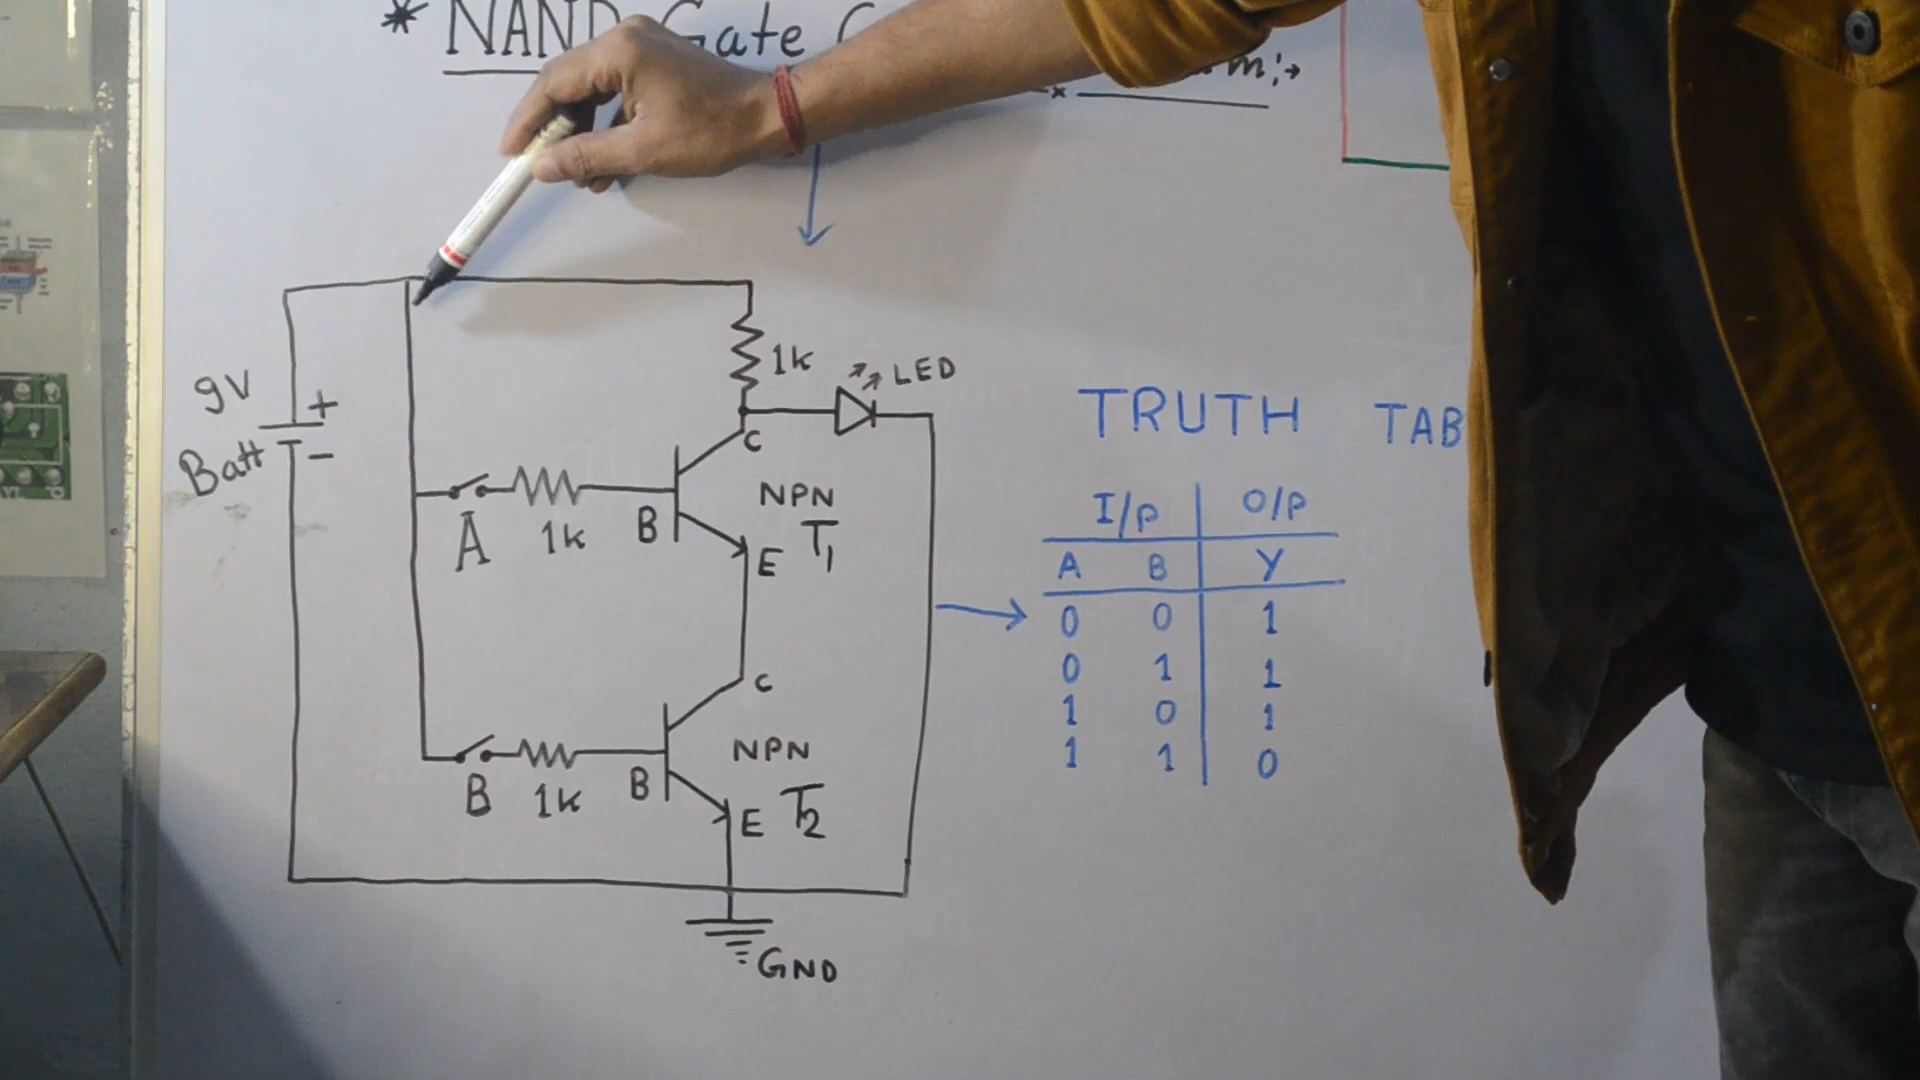 * NAND Gate
1k
LED
9V
+
-
Batt
C
A
1k
B
NPN
T1
E
C
B
1k
B
NPN
T2
E
GND
TRUTH TAB
I/P O/P
A B Y
0 0 1
0 1 1
1 0 1
1 1 0